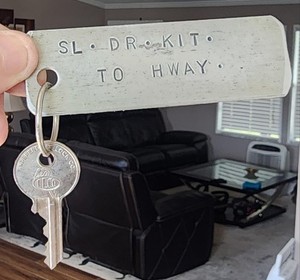 SL. DR. KIT.
TO HWAY.